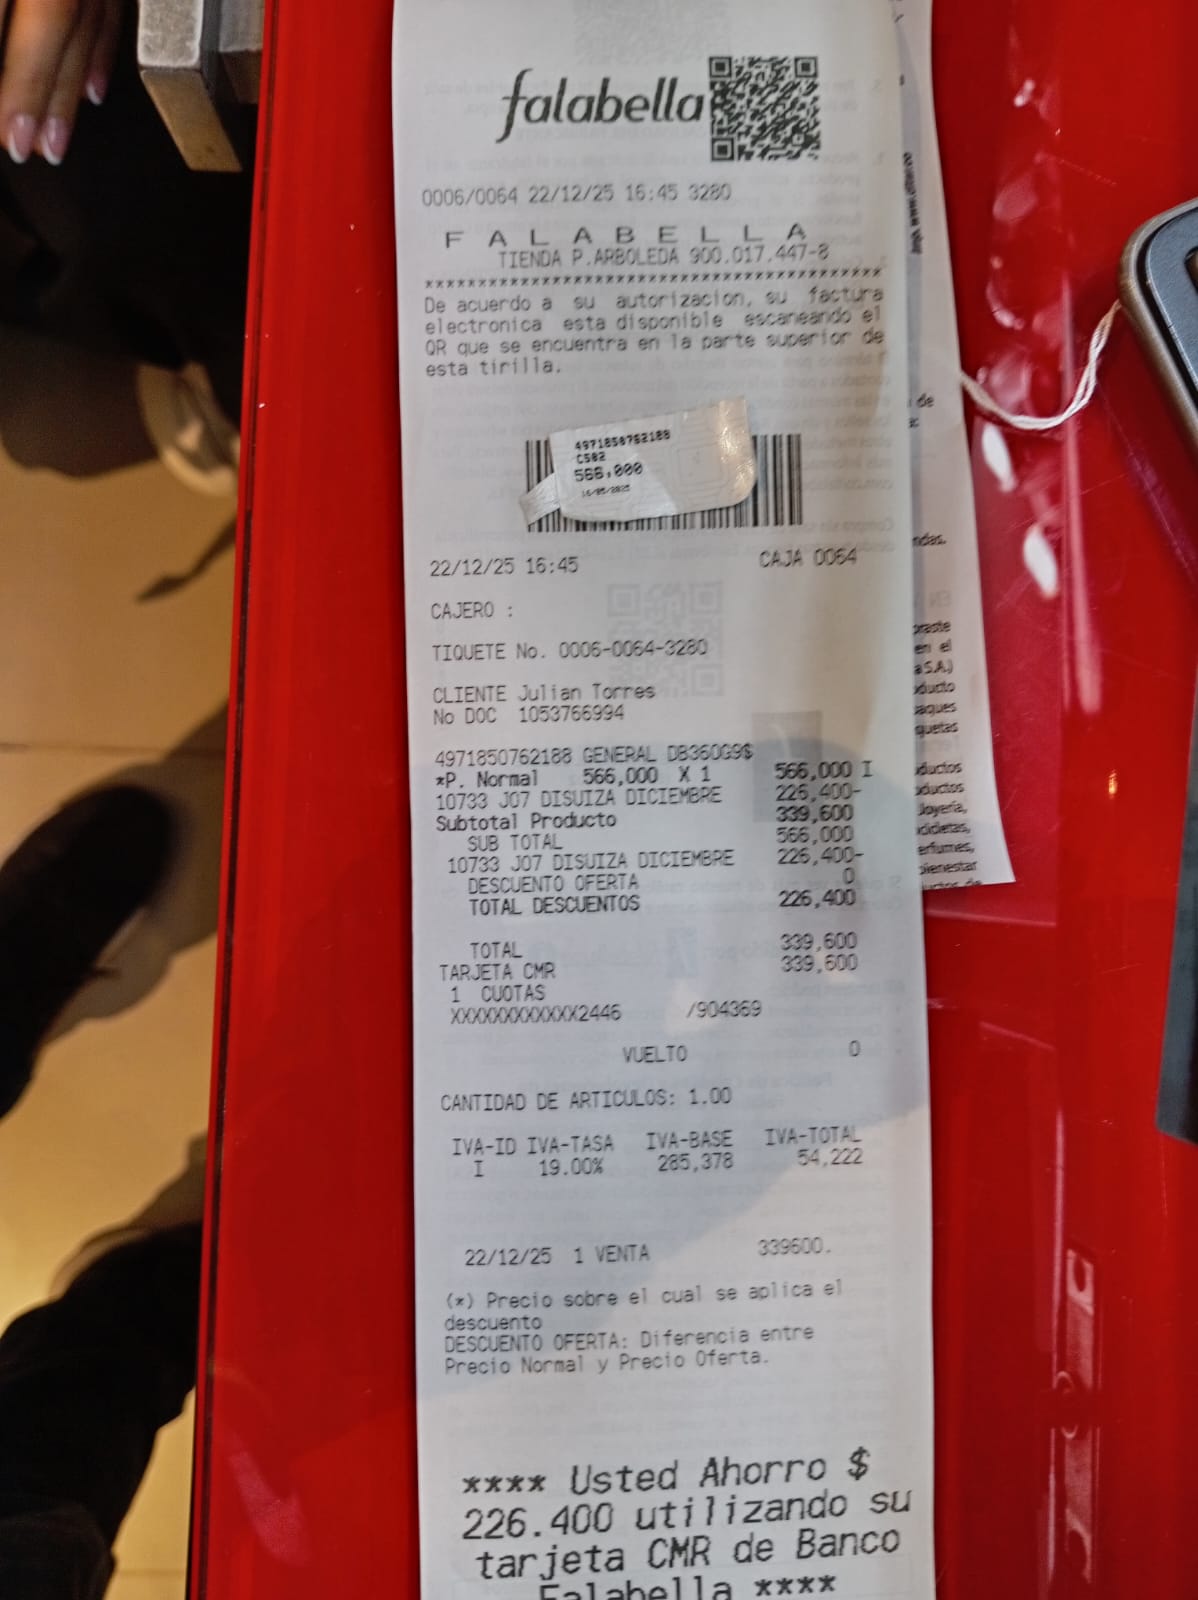 falabella
0006/0064 22/12/25 16:45 3280
F A L A B E L L A
TIENDA P.ARBOLEDA 900.017.447-8
******************************************
De acuerdo a su autorizacion, su factura
electronica esta disponible escaneando el
QR que se encuentra en la parte superior de
esta tirilla.
4971850762188
C502
566,000
16/05/2025
22/12/25 16:45 CAJA 0064
CAJERO :
TIQUETE No. 0006-0064-3280
CLIENTE Julian Torres
No DOC 1053766994
4971850762188 GENERAL DB360G9$
*P. Normal 566,000 X 1 566,000 I
10733 J07 DISUIZA DICIEMBRE 226,400-
Subtotal Producto 339,600
SUB TOTAL 566,000
10733 J07 DISUIZA DICIEMBRE 226,400-
DESCUENTO OFERTA 0
TOTAL DESCUENTOS 226,400
TOTAL 339,600
TARJETA CMR 339,600
1 CUOTAS
XXXXXXXXXXXX2446 /904369
VUELTO 0
CANTIDAD DE ARTICULOS: 1.00
IVA-ID IVA-TASA IVA-BASE IVA-TOTAL
I 19.00% 285,378 54,222
22/12/25 1 VENTA 339600.
(*) Precio sobre el cual se aplica el
descuento
DESCUENTO OFERTA: Diferencia entre
Precio Normal y Precio Oferta.
**** Usted Ahorro $
226.400 utilizando su
tarjeta CMR de Banco
Falabella ****